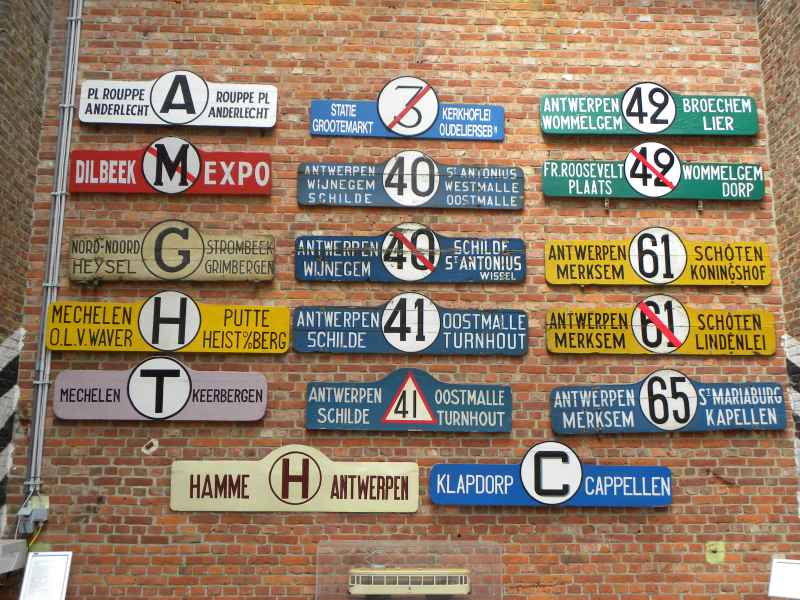 PL ROUPPE A ROUPPE PL
ANDERLECHT ANDERLECHT
DILBEEK M EXPO
NOORD-NOORD G STROMBEEK
HEYSEL GRIMBERGEN
MECHELEN H PUTTE
O.L.V. WAVER HEIST o/d BERG
MECHELEN T KEERBERGEN
HAMME H ANTWERPEN
STATIE 3 KERKHOFLEI
GROOTEMARKT OUDELIERSEBN
ANTWERPEN 40 ST ANTONIUS
WIJNEGEM WESTMALLE
SCHILDE OOSTMALLE
ANTWERPEN 40 SCHILDE
WIJNEGEM ST ANTONIUS
WISSEL
ANTWERPEN 41 OOSTMALLE
SCHILDE TURNHOUT
ANTWERPEN 41 OOSTMALLE
SCHILDE TURNHOUT
KLAPDORP C CAPPELLEN
ANTWERPEN 42 BROECHEM
WOMMELGEM LIER
FR. ROOSEVELT 42 WOMMELGEM
PLAATS DORP
ANTWERPEN 61 SCHOTEN
MERKSEM KONINGSHOF
ANTWERPEN 61 SCHOTEN
MERKSEM LINDENLEI
ANTWERPEN 65 ST MARIABURG
MERKSEM KAPELLEN